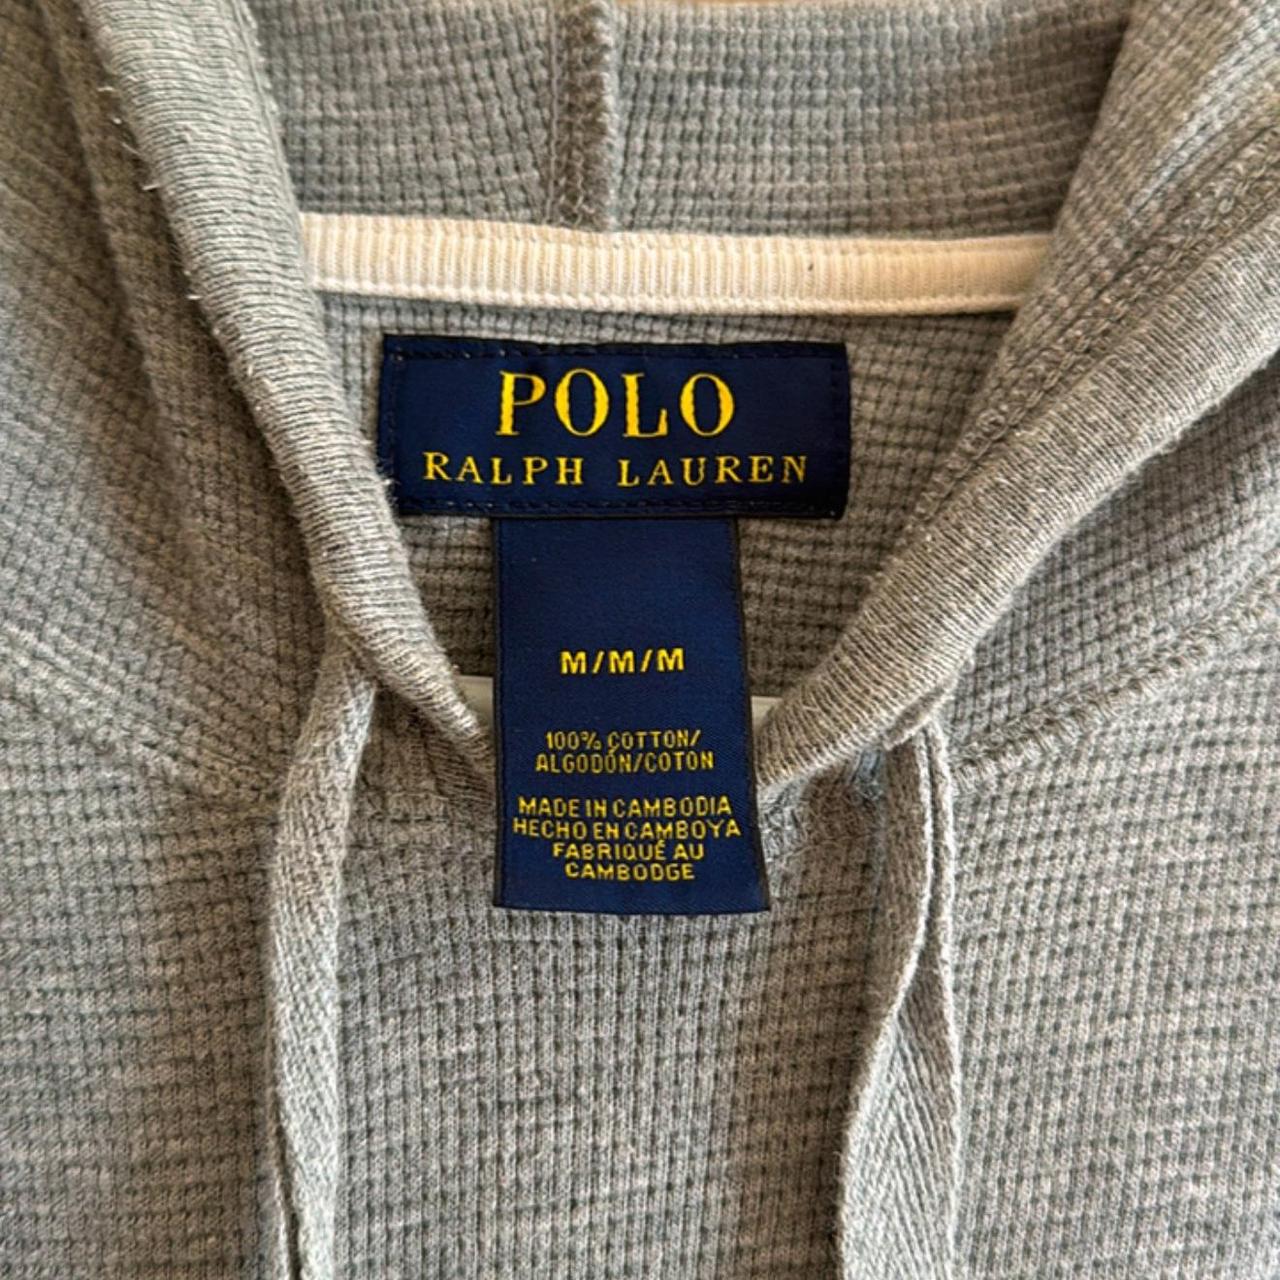 POLO
RALPH LAUREN
M/M/M
100% COTTON/
ALGODÓN/COTON
MADE IN CAMBODIA
HECHO EN CAMBOYA
FABRIQUÉ AU
CAMBODGE